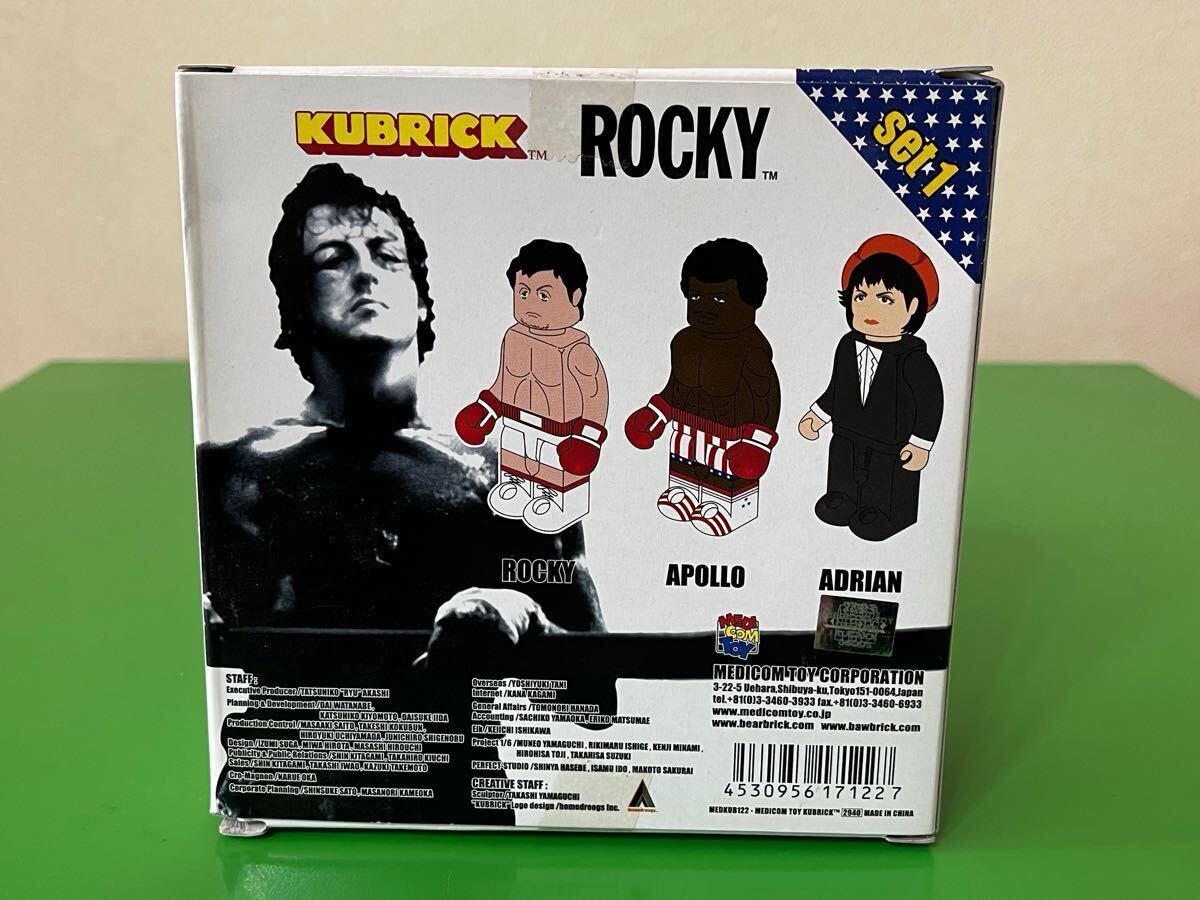 KUBRICK™
ROCKY™
set 1
ROCKY
APOLLO
ADRIAN
MEDICOM TOY
STAFF :
Executive Producer /TATSUHIKO "RYU" AKASHI
Planning & Development /DAI WATANABE,
KATSUHIKO KIYOMOTO, DAISUKE IIDA
Production Control /MASAAKI SAITO, TAKESHI KOKUBUN,
HIROYUKI UCHIYAMADA, JUNICHIRO SHIGENOBU
Design /IZUMI SUGA, MIWA HIROTA, MASASHI HIROUCHI
Publicity & Public Relations /SHIN KITAGAMI, TAKAHIRO KIUCHI
Sales /SHIN KITAGAMI, TAKASHI IWAO, KAZUKI TAKEMOTO
Cro-Magnon /NARUE OKA
Corporate Planning /SHINSUKE SATO, MASANORI KAMEOKA
Overseas /YOSHIYUKI TANI
Internet /KANA KAGAMI
General Affairs /TOMONORI HANADA
Accounting /SACHIKO YAMAOKA, ERIKO MATSUMAE
Eik /KEIICHI ISHIKAWA
Project 1/6 /MUNEO YAMAGUCHI, RIKIMARU ISHIGE, KENJI MINAMI,
HIROHISA TOJI, TAKAHISA SUZUKI
PERFECT-STUDIO /SHINYA HASEBE, ISAMU IDO, MAKOTO SAKURAI
CREATIVE STAFF :
Sculptor /TAKASHI YAMAGUCHI
"KUBRICK" Logo design /homedroogs Inc.
MEDICOM TOY CORPORATION
3-22-5 Uehara,Shibuya-ku,Tokyo151-0064,Japan
tel.+81(0)3-3460-3933 fax.+81(0)3-3460-6933
www.medicomtoy.co.jp
www.bearbrick.com www.bawbrick.com
4530956171227
MEDKUB122 - MEDICOM TOY KUBRICK™ 2940 MADE IN CHINA